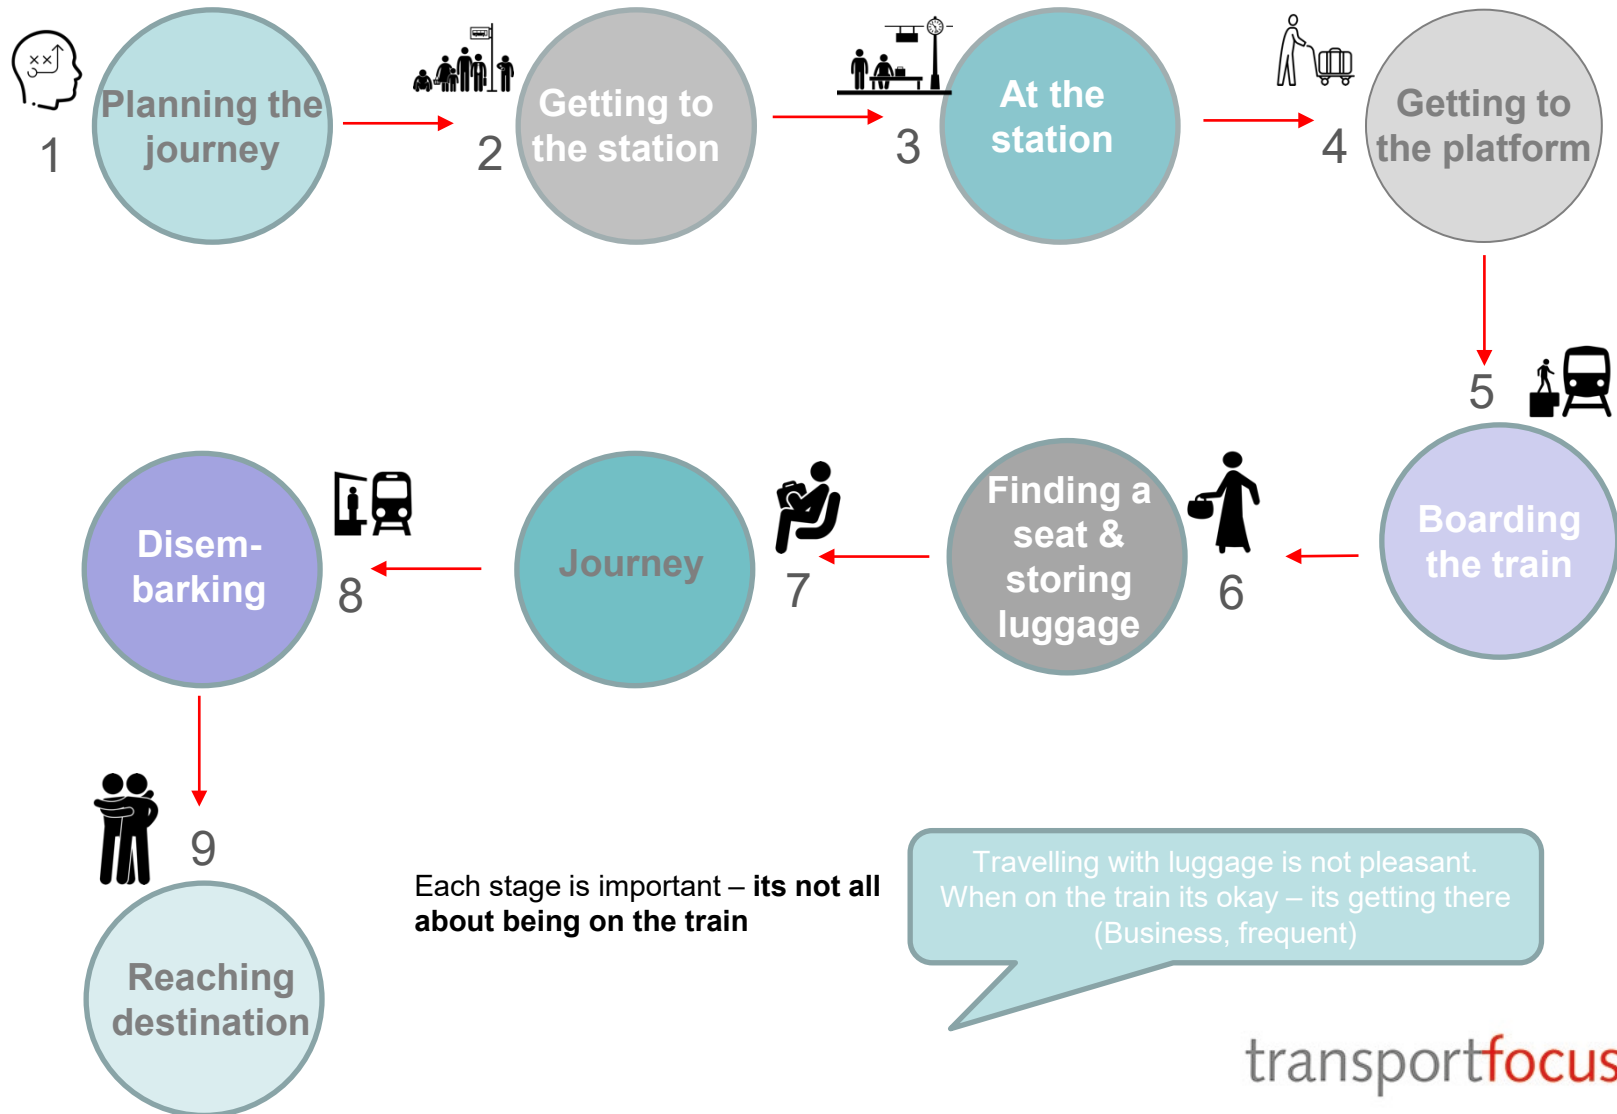 1
Planning the
journey
2
Getting to
the station
3
At the
station
4
Getting to
the platform
5
Boarding
the train
6
Finding a
seat &
storing
luggage
7
Journey
8
Disem-
barking
9
Reaching
destination
Each stage is important – its not all
about being on the train
Travelling with luggage is not pleasant.
When on the train its okay – its getting there
(Business, frequent)
transportfocus